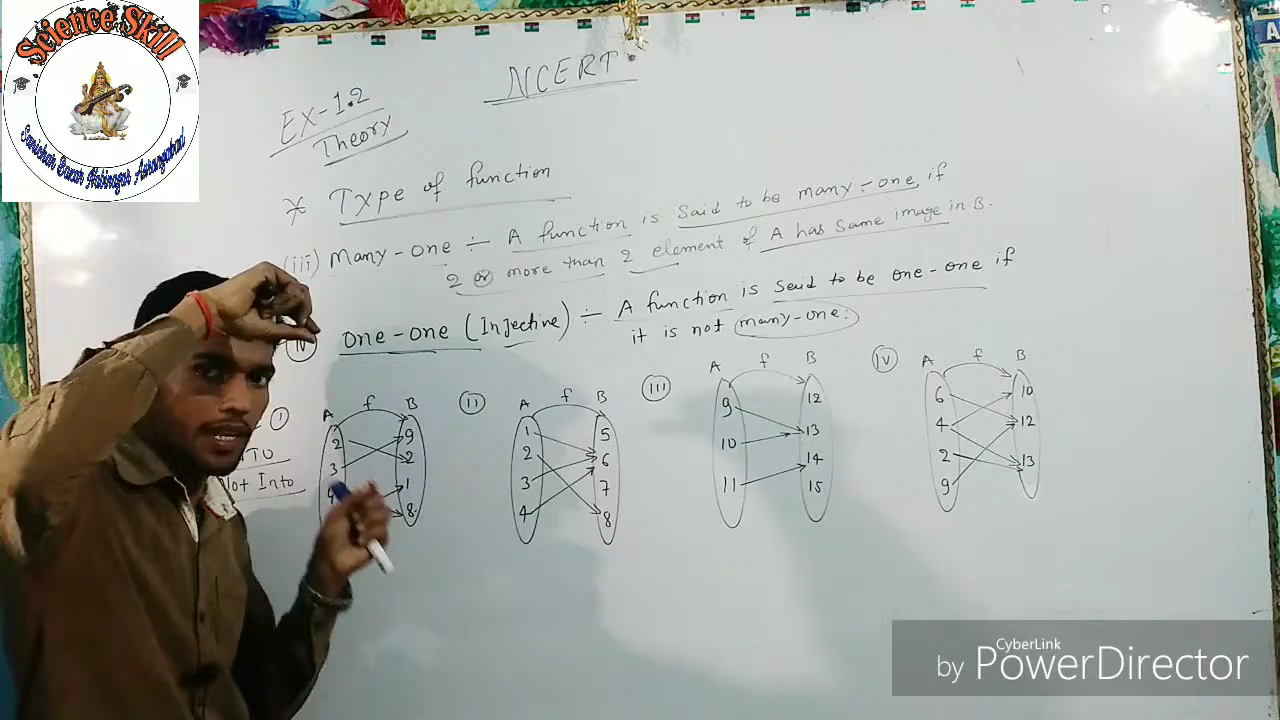 Science Skill
NCERT
EX-1.2
Theory
Type of function
(iii) Many-one ÷ A function is said to be many-one, if
2 or more than 2 element of A has same image in B.
iv one-one (Injective) ÷ A function is said to be one-one if
it is not many-one.
i A f B
2 9
3 2
4 1
8
Not Into
ii A f B
1 5
2 6
3 7
4 8
iii A f B
9 12
10 13
11 14
15
iv A f B
6 10
4 12
2 13
9
CyberLink
by PowerDirector